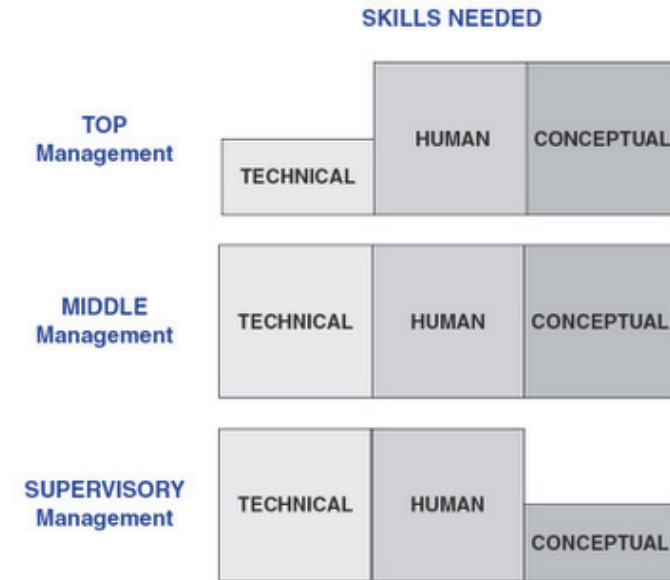 SKILLS NEEDED
TOP
Management
TECHNICAL
HUMAN
CONCEPTUAL
MIDDLE
Management
TECHNICAL
HUMAN
CONCEPTUAL
SUPERVISORY
Management
TECHNICAL
HUMAN
CONCEPTUAL